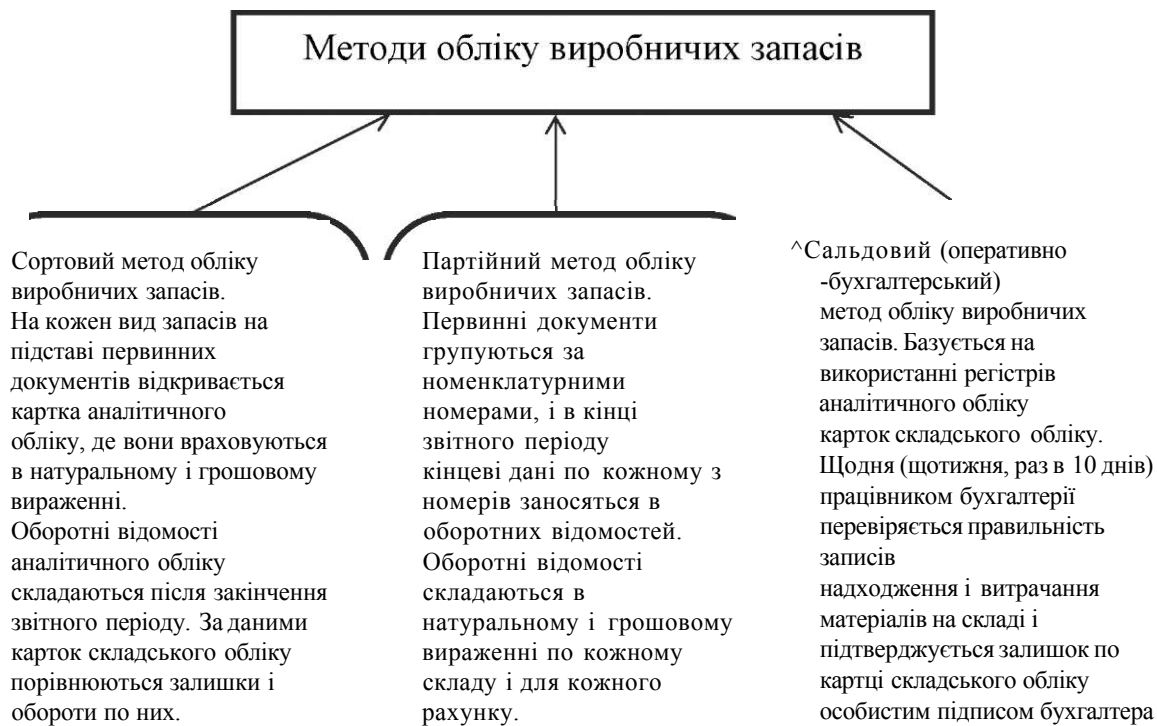 Методи обліку виробничих запасів
Сортовий метод обліку
виробничих запасів.
На кожен вид запасів на
підставі первинних
документів відкривається
картка аналітичного
обліку, де вони враховуються
в натуральному і грошовому
вираженні.
Оборотні відомості
аналітичного обліку
складаються після закінчення
звітного періоду. За даними
карток складського обліку
порівнюються залишки і
обороти по них.
Партійний метод обліку
виробничих запасів.
Первинні документи
групуються за
номенклатурними
номерами, і в кінці
звітного періоду
кінцеві дані по кожному з
номерів заносяться в
оборотних відомостей.
Оборотні відомості
складаються в
натуральному і грошовому
вираженні по кожному
складу і для кожного
рахунку.
^Сальдовий (оперативно
-бухгалтерський)
метод обліку виробничих
запасів. Базується на
використанні регістрів
аналітичного обліку
карток складського обліку.
Щодня (щотижня, раз в 10 днів)
працівником бухгалтерії
перевіряється правильність
записів
надходження і витрачання
матеріалів на складі і
підтверджується залишок по
картці складського обліку
особистим підписом бухгалтера